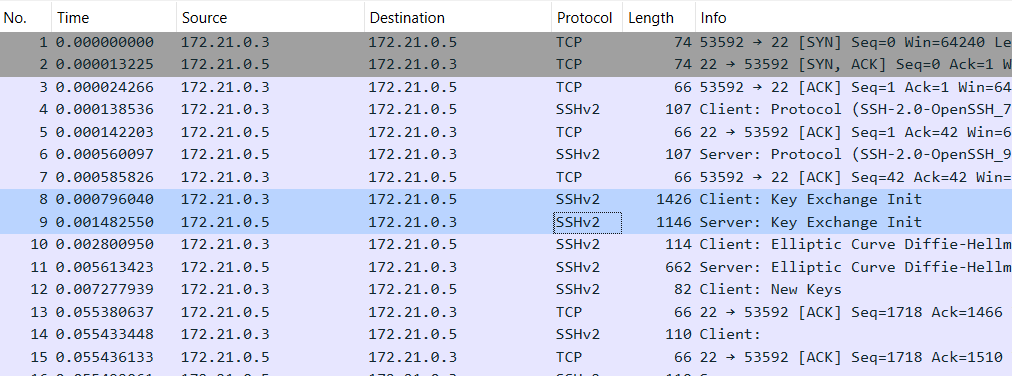 No. Time Source Destination Protocol Length Info
1 0.000000000 172.21.0.3 172.21.0.5 TCP 74 53592 → 22 [SYN] Seq=0 Win=64240 Le
2 0.000013225 172.21.0.5 172.21.0.3 TCP 74 22 → 53592 [SYN, ACK] Seq=0 Ack=1 W
3 0.000024266 172.21.0.3 172.21.0.5 TCP 66 53592 → 22 [ACK] Seq=1 Ack=1 Win=64
4 0.000138536 172.21.0.3 172.21.0.5 SSHv2 107 Client: Protocol (SSH-2.0-OpenSSH_7
5 0.000142203 172.21.0.5 172.21.0.3 TCP 66 22 → 53592 [ACK] Seq=1 Ack=42 Win=6
6 0.000560097 172.21.0.5 172.21.0.3 SSHv2 107 Server: Protocol (SSH-2.0-OpenSSH_9
7 0.000585826 172.21.0.3 172.21.0.5 TCP 66 53592 → 22 [ACK] Seq=42 Ack=42 Win=
8 0.000796040 172.21.0.3 172.21.0.5 SSHv2 1426 Client: Key Exchange Init
9 0.001482550 172.21.0.5 172.21.0.3 SSHv2 1146 Server: Key Exchange Init
10 0.002800950 172.21.0.3 172.21.0.5 SSHv2 114 Client: Elliptic Curve Diffie-Hellm
11 0.005613423 172.21.0.5 172.21.0.3 SSHv2 662 Server: Elliptic Curve Diffie-Hellm
12 0.007277939 172.21.0.3 172.21.0.5 SSHv2 82 Client: New Keys
13 0.055380637 172.21.0.5 172.21.0.3 TCP 66 22 → 53592 [ACK] Seq=1718 Ack=1466
14 0.055433448 172.21.0.3 172.21.0.5 SSHv2 110 Client:
15 0.055436133 172.21.0.5 172.21.0.3 TCP 66 22 → 53592 [ACK] Seq=1718 Ack=1510